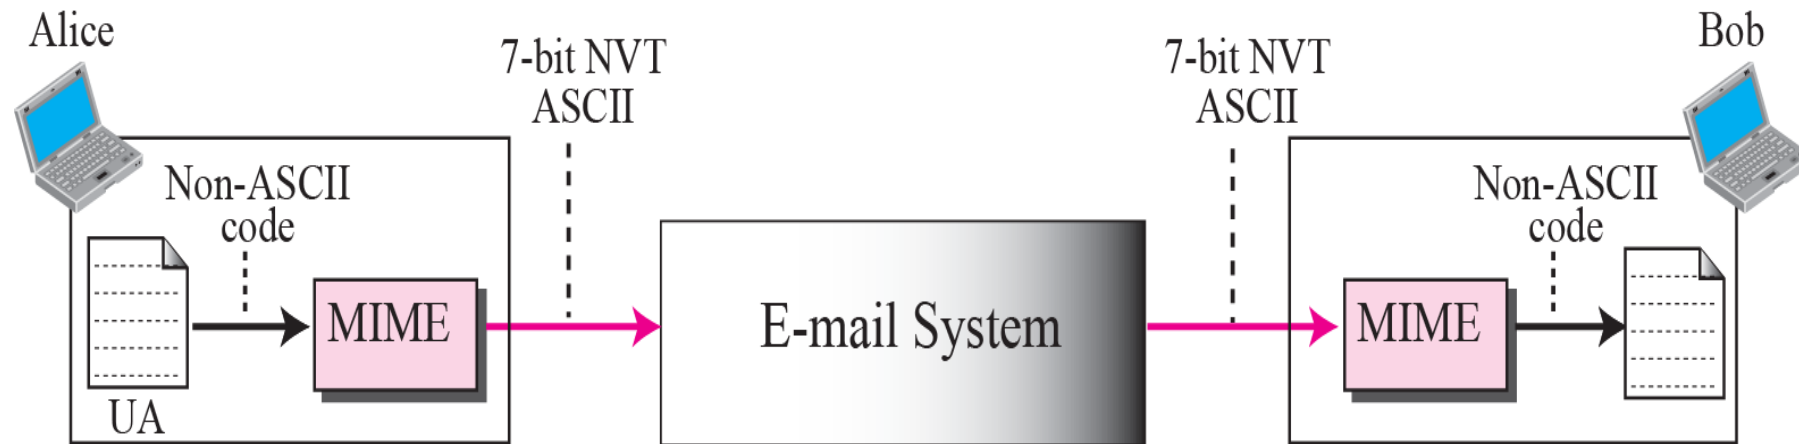 Alice
7-bit NVT
ASCII
7-bit NVT
ASCII
Bob
Non-ASCII
code
Non-ASCII
code
MIME
E-mail System
MIME
UA